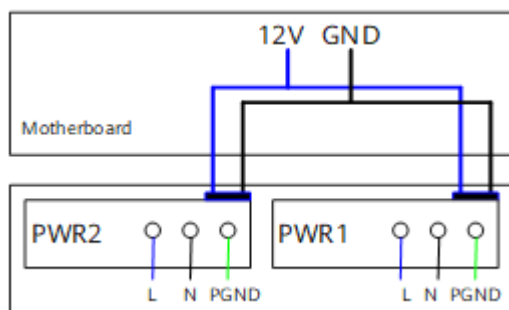 12V GND
Motherboard
PWR2
PWR1
L N PGND
L N PGND